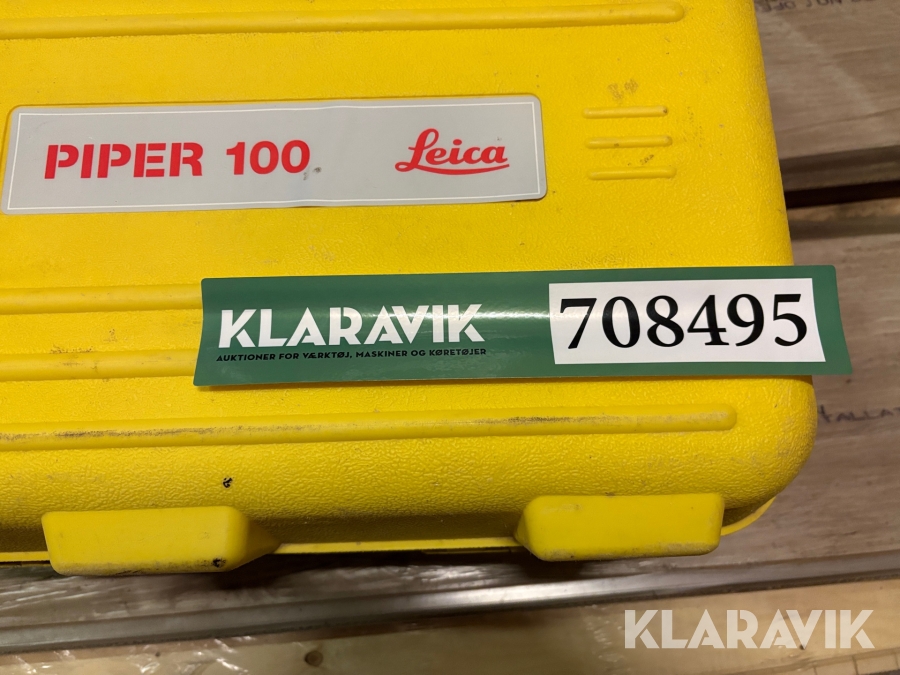 PIPER 100 Leica
KLARAVIK 708495
AUKTIONER FOR VÆRKTØJ, MASKINER OG KØRETØJER
KLARAVIK